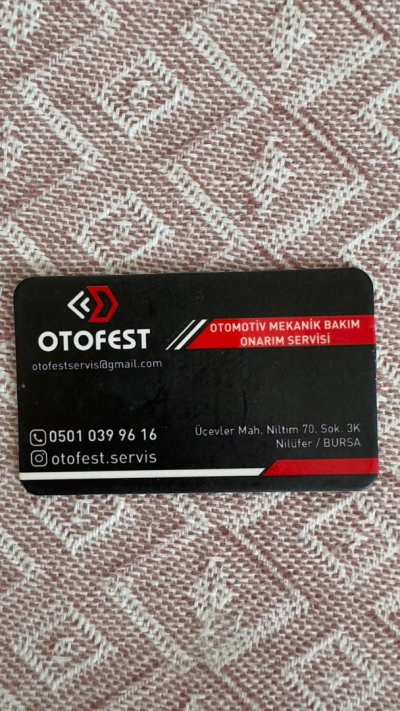 OTOFEST
OTOMOTİV MEKANİK BAKIM
ONARIM SERVİSİ
otofestservis@gmail.com
0501 039 96 16
otofest.servis
Üçevler Mah. Niltim 70. Sok. 3K
Nilüfer / BURSA